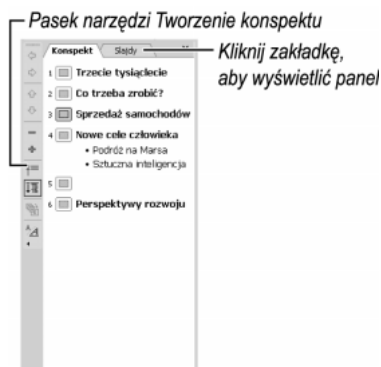 Pasek narzędzi Tworzenie konspektu
Konspekt Slajdy
Kliknij zakładkę,
aby wyświetlić panel
1 Trzecie tysiąclecie
2 Co trzeba zrobić?
3 Sprzedaż samochodów
4 Nowe cele człowieka
• Podróż na Marsa
• Sztuczna inteligencja
5
6 Perspektywy rozwoju